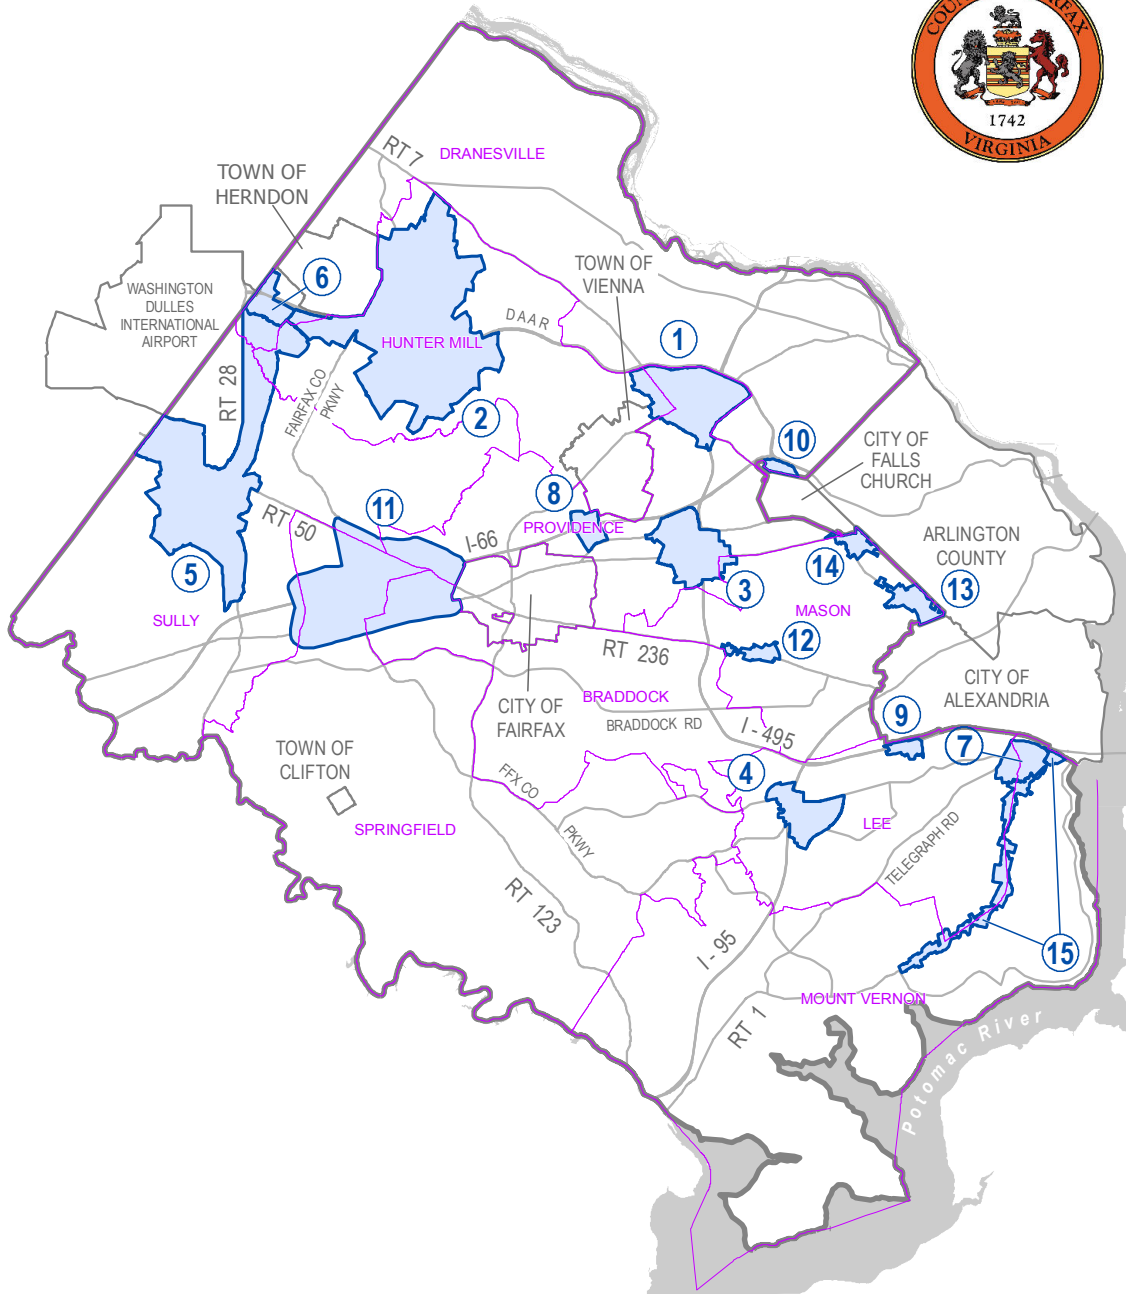 COUNTY OF FAIRFAX
1742
VIRGINIA
RT 7
DRANESVILLE
TOWN OF
HERNDON
6
WASHINGTON
DULLES
INTERNATIONAL
AIRPORT
TOWN OF
VIENNA
DAAR
1
HUNTER MILL
RT 28
FAIRFAX CO
PKWY
2
10
CITY OF
FALLS
CHURCH
8
11
RT 50
PROVIDENCE
I-66
ARLINGTON
COUNTY
14
5
3
13
SULLY
MASON
12
RT 236
CITY OF
ALEXANDRIA
BRADDOCK
CITY OF
FAIRFAX
BRADDOCK RD
I - 495
9
7
TOWN OF
CLIFTON
4
FFX CO
PKWY
SPRINGFIELD
LEE
TELEGRAPH RD
RT 123
I - 95
15
MOUNT VERNON
RT 1
Potomac River